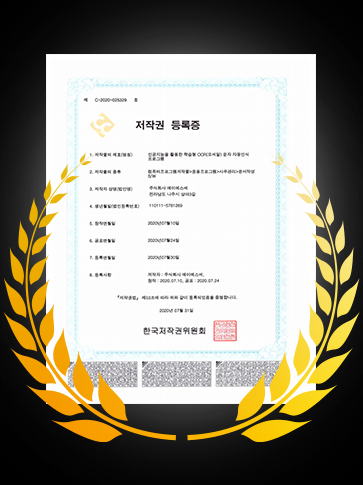 제 C-2020-025329 호
저작권 등록증
1. 저작물의 제호(명칭) 인공지능을 활용한 학습형 OCR(오씨알) 문자 자동인식
프로그램
2. 저작물의 종류 컴퓨터프로그램저작물>응용프로그램>사무관리>문서작성
3. 저작자 성명(법인명) 주식회사 에이에스씨
4. 생년월일(법인등록번호) 110111-5791269
5. 창작연월일 2020년07월10일
6. 공표연월일 2020년07월24일
7. 등록연월일 2020년07월30일
8. 등록사항 저작자 : 주식회사 에이에스씨,
창작 : 2020.07.10, 공표 : 2020.07.24
『저작권법』 제53조에 따라 위와 같이 등록되었음을 증명합니다.
2020년 07월 31일
한국저작권위원회